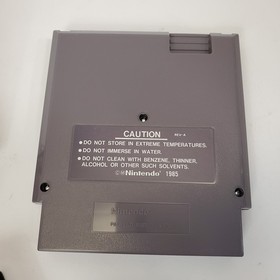 CAUTION REV-A
●DO NOT STORE IN EXTREME TEMPERATURES.
●DO NOT IMMERSE IN WATER.
●DO NOT CLEAN WITH BENZENE, THINNER,
ALCOHOL OR OTHER SUCH SOLVENTS.
Nintendo 1985